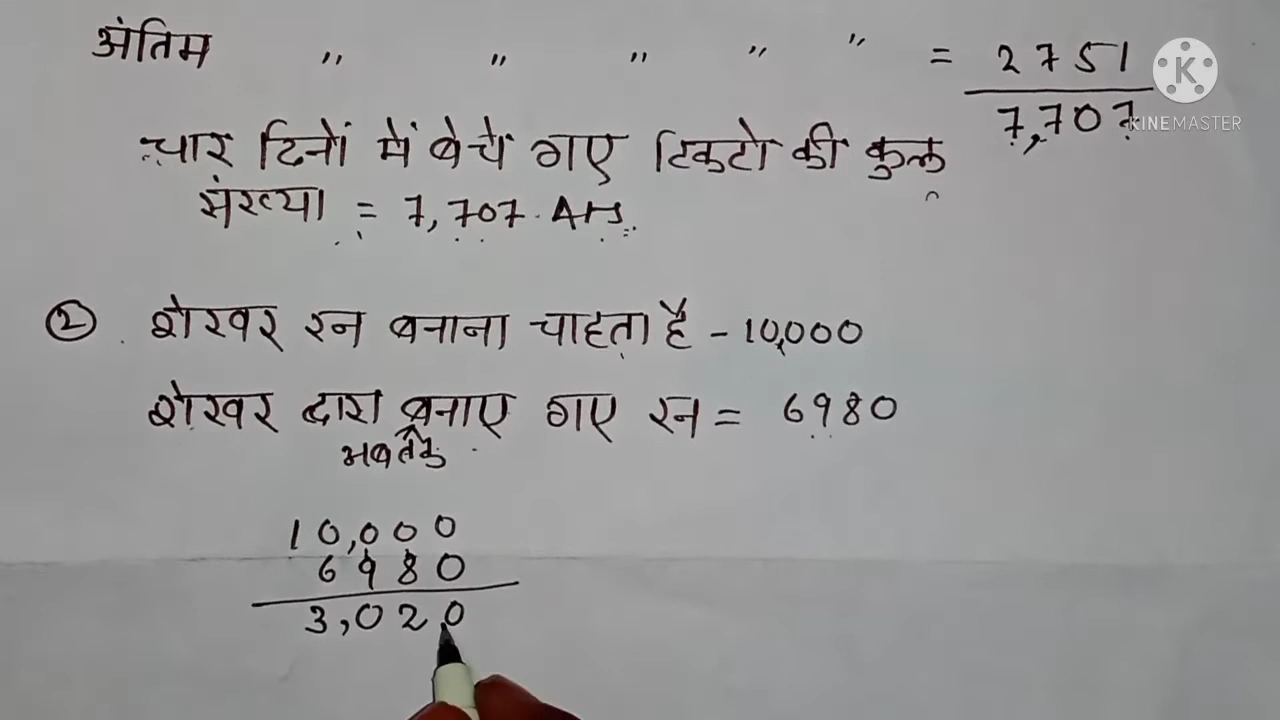 अंतिम " " " " " = 2751
7,707
KINEMASTER
चार दिनों में बेचें गए टिकटो की कुल
संख्या = 7,707 Ans
② शेखर रन बनाना चाहता है - 10,000
शेखर द्वारा बनाए गए रन = 6980
अबतक
10,000
6980
3,020